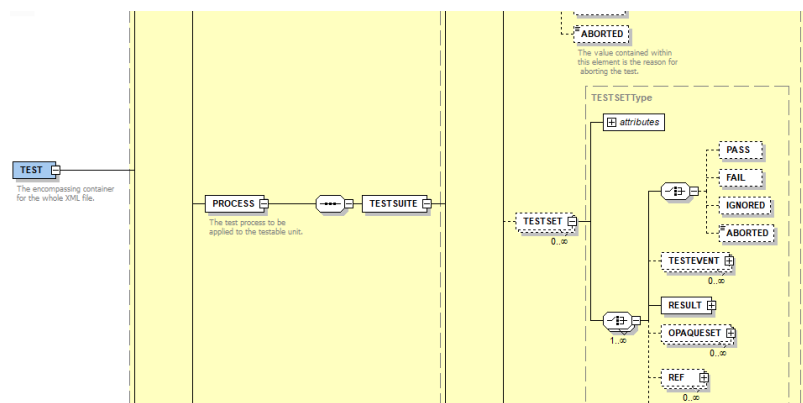 ABORTED
The value contained within
this element is the reason for
aborting the test.
TESTSETType
attributes
TEST
The encompassing container
for the whole XML file.
PROCESS
The test process to be
applied to the testable unit.
TESTSUITE
TESTSET
0..∞
PASS
FAIL
IGNORED
ABORTED
TESTEVENT
0..∞
RESULT
1..∞
OPAQUESET
0..∞
REF
0..∞